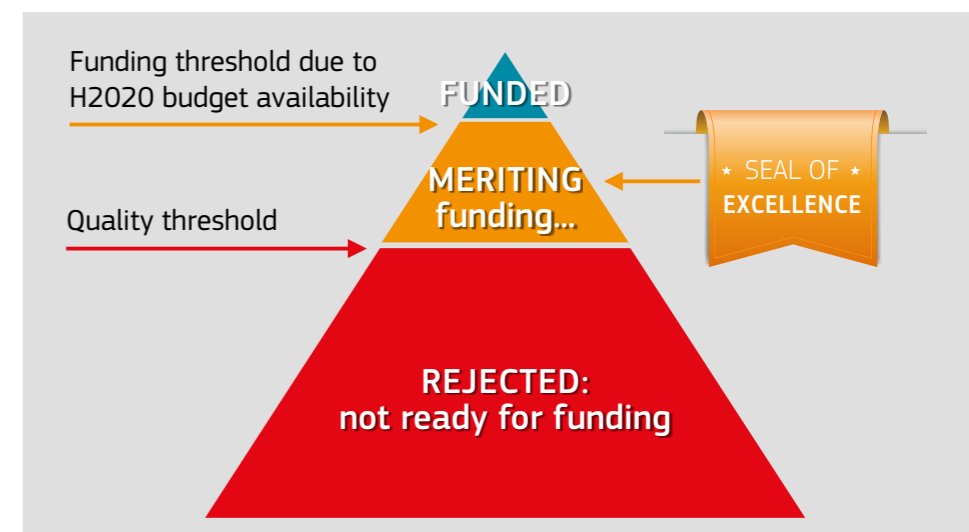 Funding threshold due to
H2020 budget availability
FUNDED
MERITING
funding...
SEAL OF
EXCELLENCE
Quality threshold
REJECTED:
not ready for funding